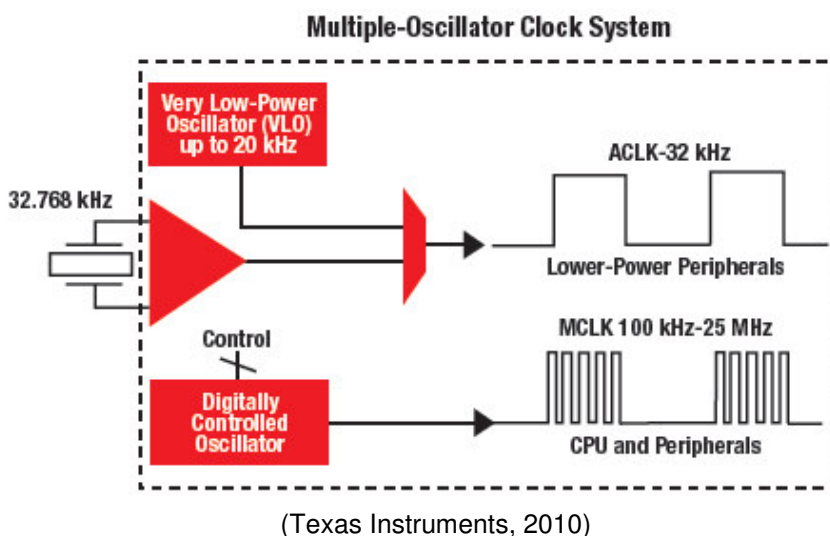 Multiple-Oscillator Clock System
Very Low-Power
Oscillator (VLO)
up to 20 kHz
ACLK-32 kHz
32.768 kHz
Lower-Power Peripherals
MCLK 100 kHz-25 MHz
Control
Digitally
Controlled
Oscillator
CPU and Peripherals
(Texas Instruments, 2010)